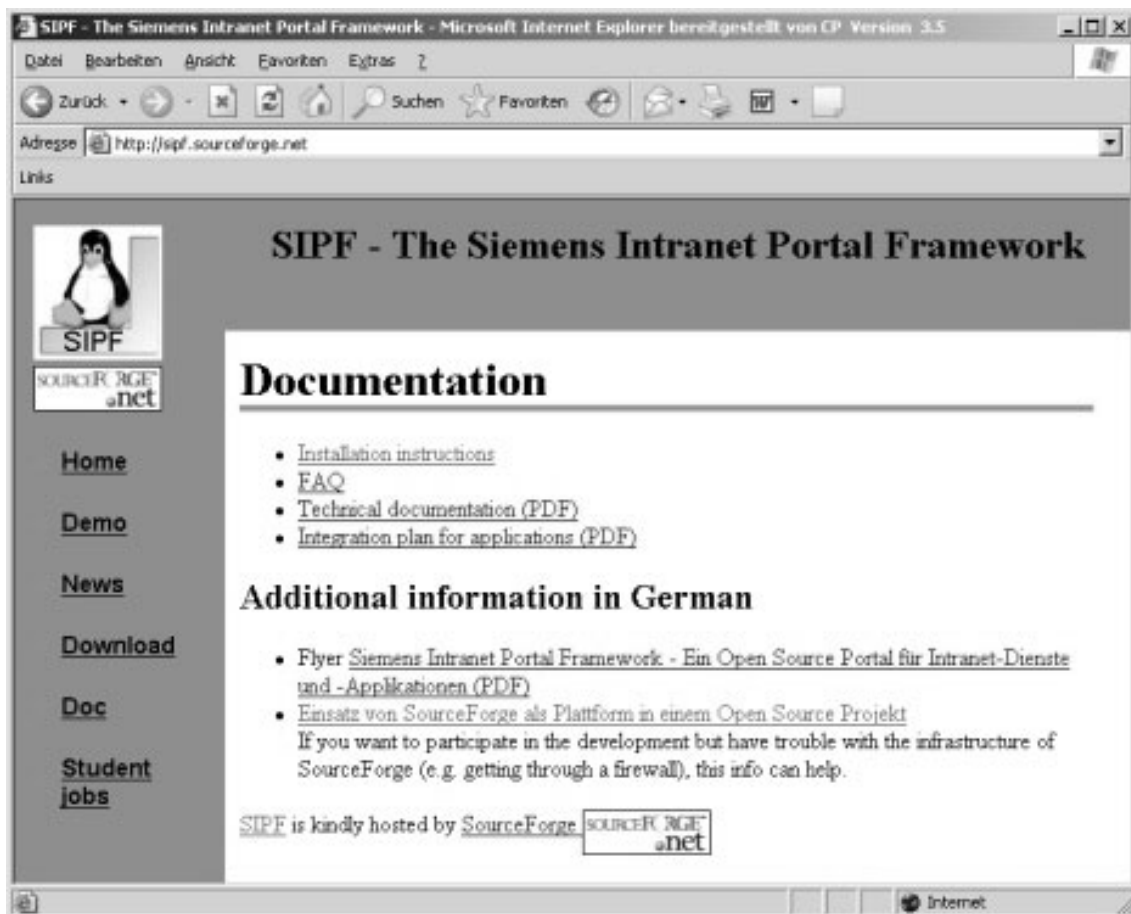 SIPF - The Siemens Intranet Portal Framework - Microsoft Internet Explorer bereitgestellt von CP Version 3.5
Datei Bearbeiten Ansicht Favoriten Extras ?
Zurück Suchen Favoriten
Adresse http://sipf.sourceforge.net
Links
SIPF
SOURCEFORGE
.net
SIPF - The Siemens Intranet Portal Framework
Home
Demo
News
Download
Doc
Student
jobs
Documentation
• Installation instructions
• FAQ
• Technical documentation (PDF)
• Integration plan for applications (PDF)
Additional information in German
• Flyer Siemens Intranet Portal Framework - Ein Open Source Portal für Intranet-Dienste
und -Applikationen (PDF)
• Einsatz von SourceForge als Plattform in einem Open Source Projekt
If you want to participate in the development but have trouble with the infrastructure of
SourceForge (e.g. getting through a firewall), this info can help.
SIPF is kindly hosted by SourceForge SOURCEFORGE
.net
Internet